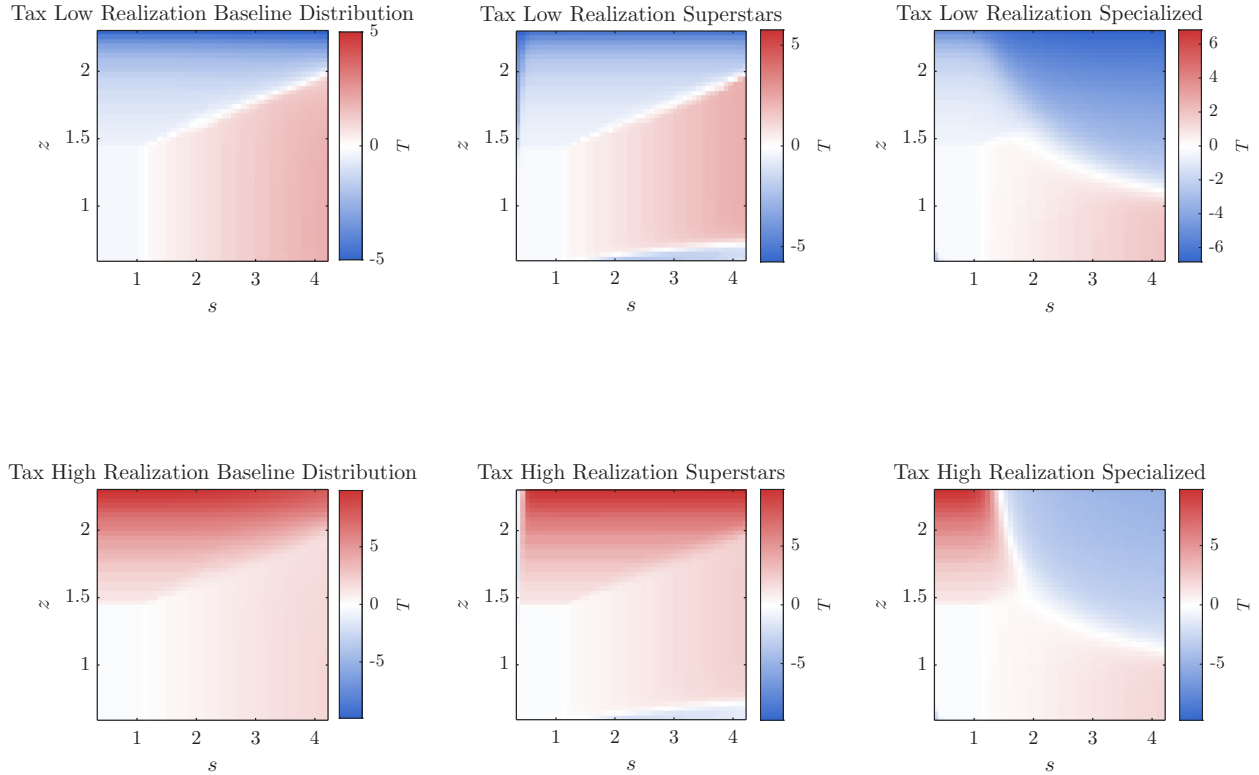 Tax Low Realization Baseline Distribution
2
1.5
1
z
1 2 3 4
s
5
0
-5
T
Tax Low Realization Superstars
2
1.5
1
z
1 2 3 4
s
5
0
-5
T
Tax Low Realization Specialized
2
1.5
1
z
1 2 3 4
s
6
4
2
0
-2
-4
-6
T
Tax High Realization Baseline Distribution
2
1.5
1
z
1 2 3 4
s
5
0
-5
T
Tax High Realization Superstars
2
1.5
1
z
1 2 3 4
s
5
0
-5
T
Tax High Realization Specialized
2
1.5
1
z
1 2 3 4
s
5
0
-5
T